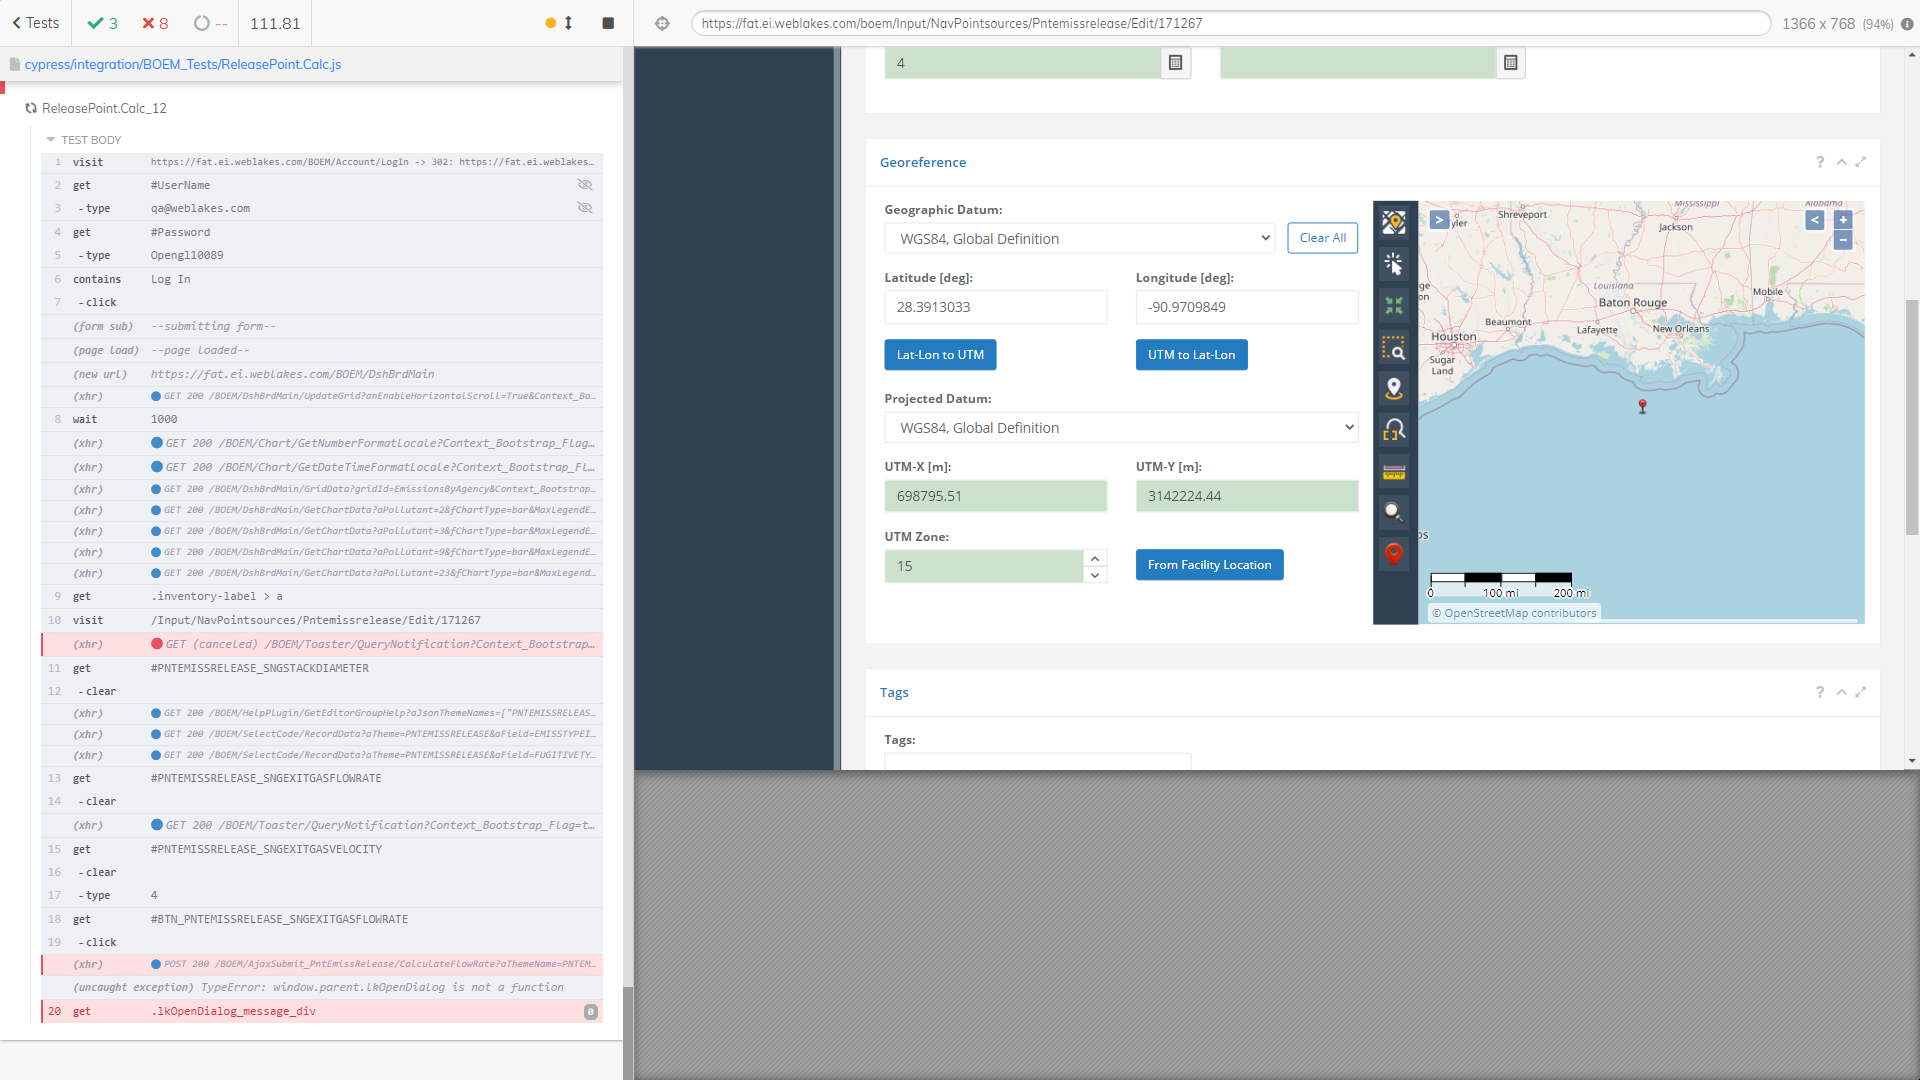 Tests
3
8
--
111.81
https://fat.ei.weblakes.com/boem/Input/NavPointsources/Pntemissrelease/Edit/171267
1366 x 768 (94%)
cypress/integration/BOEM_Tests/ReleasePoint.Calc.js
ReleasePoint.Calc_12
TEST BODY
1 visit https://fat.ei.weblakes.com/BOEM/Account/LogIn -> 302: https://fat.ei.weblakes…
2 get #UserName
3 -type qa@weblakes.com
4 get #Password
5 -type Opengl10089
6 contains Log In
7 -click
(form sub) --submitting form--
(page load) --page loaded--
(new url) https://fat.ei.weblakes.com/BOEM/DshBrdMain
(xhr) GET 200 /BOEM/DshBrdMain/UpdateGrid?anEnableHorizontalScroll=True&Context_Bo…
8 wait 1000
(xhr) GET 200 /BOEM/Chart/GetNumberFormatLocale?Context_Bootstrap_Flag…
(xhr) GET 200 /BOEM/Chart/GetDateTimeFormatLocale?Context_Bootstrap_Fl…
(xhr) GET 200 /BOEM/DshBrdMain/GridData?gridId=EmissionsByAgency&Context_Bootstrap…
(xhr) GET 200 /BOEM/DshBrdMain/GetChartData?aPollutant=2&fChartType=bar&MaxLegendE…
(xhr) GET 200 /BOEM/DshBrdMain/GetChartData?aPollutant=3&fChartType=bar&MaxLegendE…
(xhr) GET 200 /BOEM/DshBrdMain/GetChartData?aPollutant=9&fChartType=bar&MaxLegendE…
(xhr) GET 200 /BOEM/DshBrdMain/GetChartData?aPollutant=23&fChartType=bar&MaxLegend…
9 get .inventory-label > a
10 visit /Input/NavPointsources/Pntemissrelease/Edit/171267
(xhr) GET (canceled) /BOEM/Toaster/QueryNotification?Context_Bootstrap…
11 get #PNTEMISSRELEASE_SNGSTACKDIAMETER
12 -clear
(xhr) GET 200 /BOEM/HelpPlugin/GetEditorGroupHelp?aJsonThemeNames=["PNTEMISSRELEAS…
(xhr) GET 200 /BOEM/SelectCode/RecordData?aTheme=PNTEMISSRELEASE&aField=EMISSTYPEI…
(xhr) GET 200 /BOEM/SelectCode/RecordData?aTheme=PNTEMISSRELEASE&aField=FUGITIVETY…
13 get #PNTEMISSRELEASE_SNGEXITGASFLOWRATE
14 -clear
(xhr) GET 200 /BOEM/Toaster/QueryNotification?Context_Bootstrap_Flag=t…
15 get #PNTEMISSRELEASE_SNGEXITGASVELOCITY
16 -clear
17 -type 4
18 get #BTN_PNTEMISSRELEASE_SNGEXITGASFLOWRATE
19 -click
(xhr) POST 200 /BOEM/AjaxSubmit_PntEmissRelease/CalculateFlowRate?aThemeName=PNTEM…
(uncaught exception) TypeError: window.parent.lkOpenDialog is not a function
20 get .lkOpenDialog_message_div 0
4
Georeference
?
Geographic Datum:
WGS84, Global Definition
Clear All
Latitude [deg]:
Longitude [deg]:
28.3913033
-90.9709849
Lat-Lon to UTM
UTM to Lat-Lon
Projected Datum:
WGS84, Global Definition
UTM-X [m]:
UTM-Y [m]:
698795.51
3142224.44
UTM Zone:
15
From Facility Location
>
<
+
−
Mississippi
Alabama
Shreveport
yler
Jackson
Louisiana
Mobile
ge
on
Baton Rouge
Beaumont
Lafayette
New Orleans
Houston
Sugar
Land
os
0
100 mi
200 mi
© OpenStreetMap contributors
Tags
?
Tags: